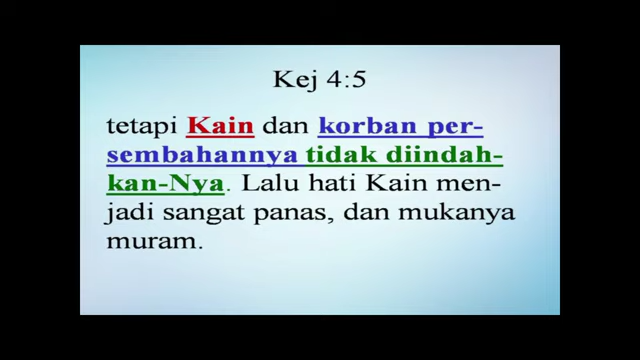 Kej 4:5
tetapi Kain dan korban per-
sembahannya tidak diindah-
kan-Nya. Lalu hati Kain men-
jadi sangat panas, dan mukanya
muram.